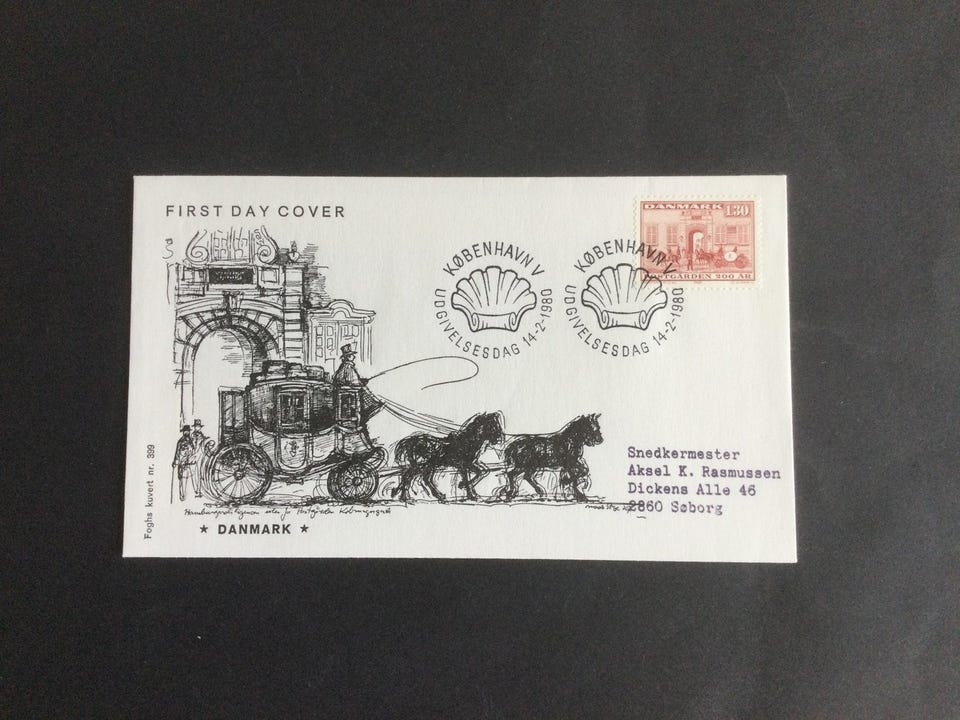 FIRST DAY COVER
DANMARK 1.30
POSTGÅRDEN 200 ÅR
KØBENHAVN V
UDGIVELSESDAG 14-2-1980
KØBENHAVN V
UDGIVELSESDAG 14-2-1980
Snedkermester
Aksel K. Rasmussen
Dickens Alle 46
2860 Søborg
Foghs kuvert nr. 399
★ DANMARK ★